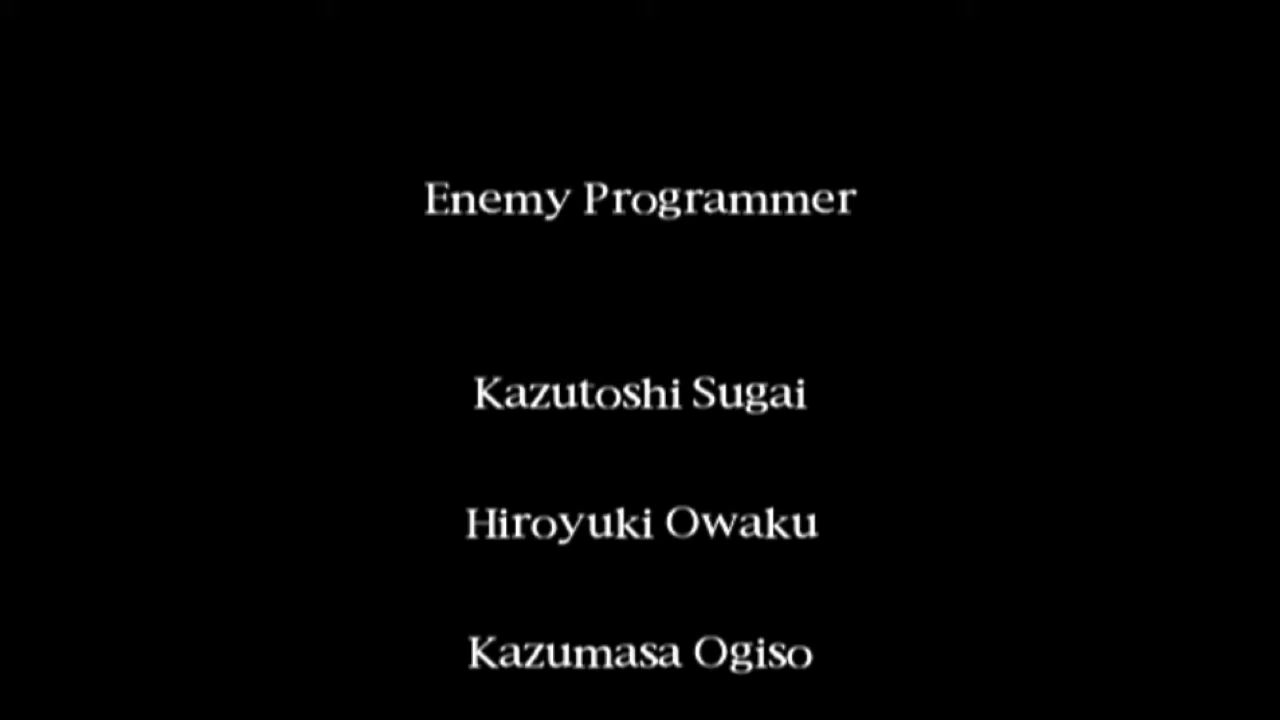 Enemy Programmer
Kazutoshi Sugai
Hiroyuki Owaku
Kazumasa Ogiso